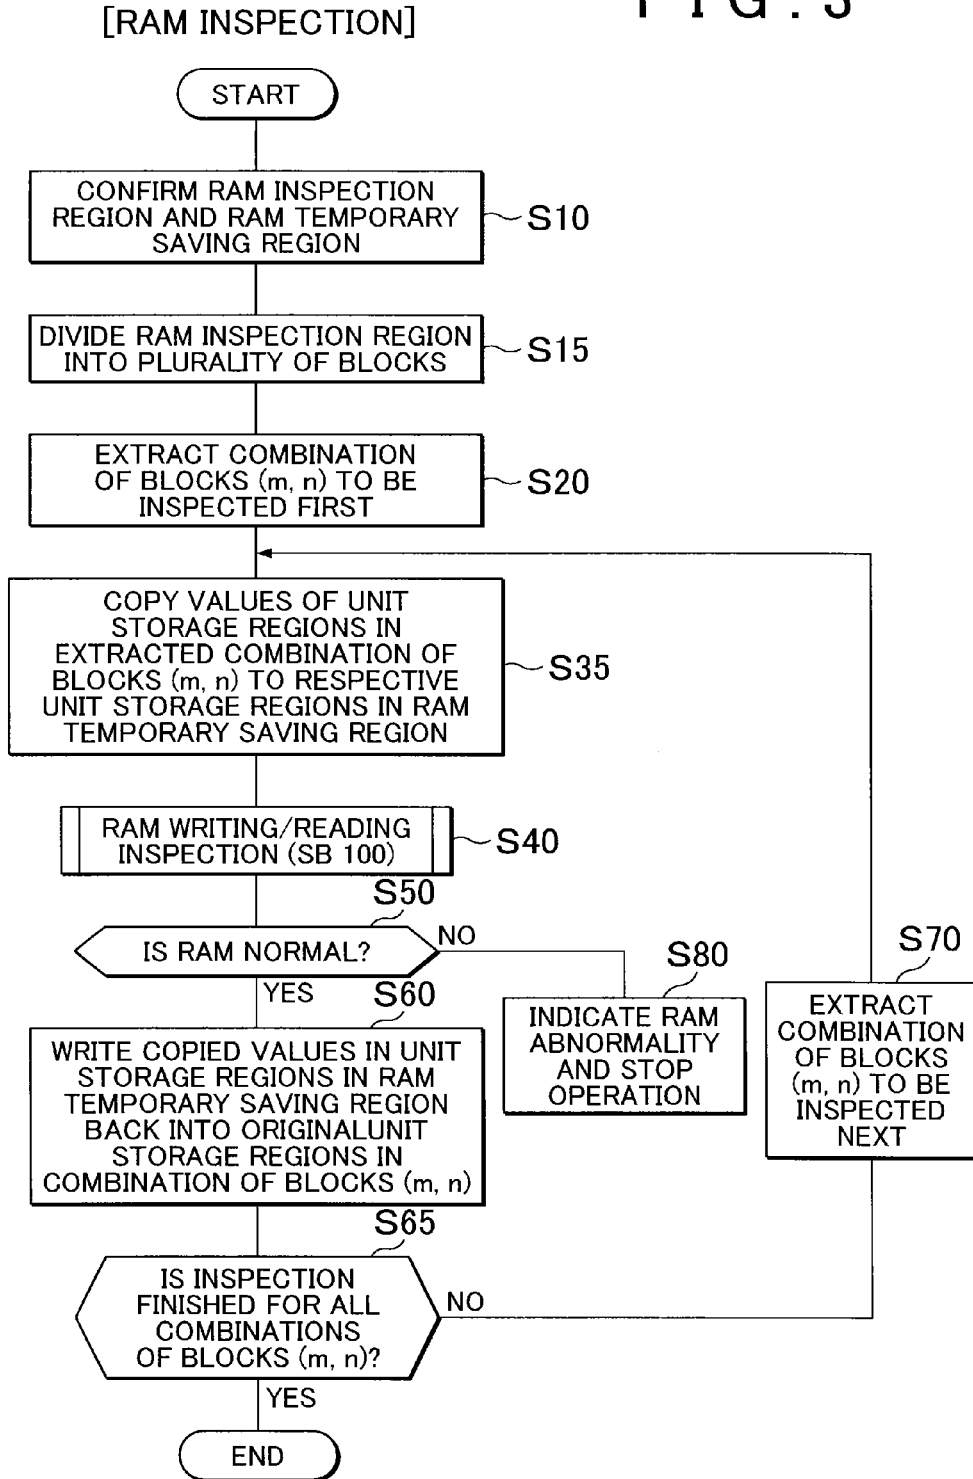 [RAM INSPECTION]
FIG. 3
START
CONFIRM RAM INSPECTION
REGION AND RAM TEMPORARY
SAVING REGION
S10
DIVIDE RAM INSPECTION REGION
INTO PLURALITY OF BLOCKS
S15
EXTRACT COMBINATION
OF BLOCKS (m, n) TO BE
INSPECTED FIRST
S20
COPY VALUES OF UNIT
STORAGE REGIONS IN
EXTRACTED COMBINATION OF
BLOCKS (m, n) TO RESPECTIVE
UNIT STORAGE REGIONS IN RAM
TEMPORARY SAVING REGION
S35
RAM WRITING/READING
INSPECTION (SB 100)
S40
S50
IS RAM NORMAL?
NO
YES
S60
WRITE COPIED VALUES IN UNIT
STORAGE REGIONS IN RAM
TEMPORARY SAVING REGION
BACK INTO ORIGINALUNIT
STORAGE REGIONS IN
COMBINATION OF BLOCKS (m, n)
S80
INDICATE RAM
ABNORMALITY
AND STOP
OPERATION
S70
EXTRACT
COMBINATION
OF BLOCKS
(m, n) TO BE
INSPECTED
NEXT
S65
IS INSPECTION
FINISHED FOR ALL
COMBINATIONS
OF BLOCKS (m, n)?
NO
YES
END